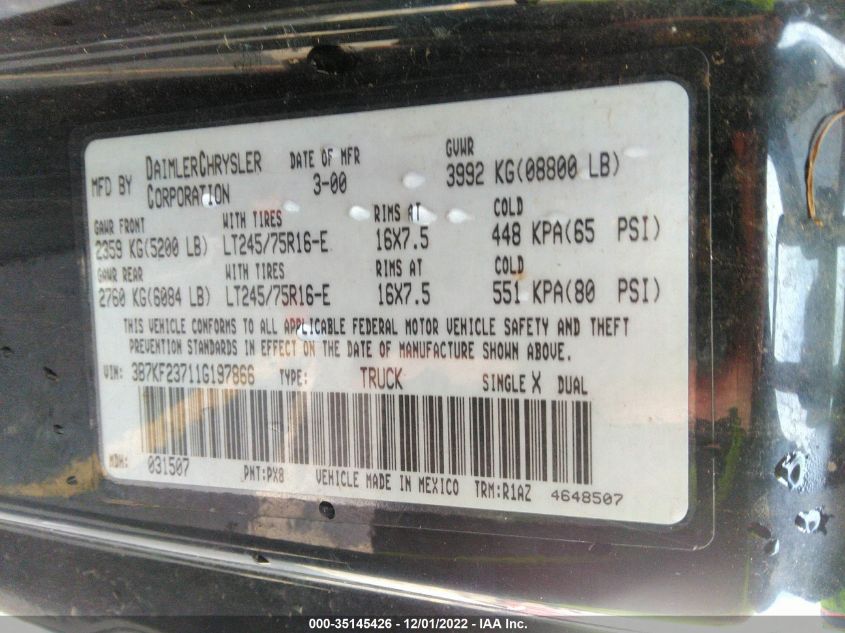 MFD BY DAIMLERCHRYSLER CORPORATION DATE OF MFR 3-00 GVWR 3992 KG(08800 LB)
GAWR FRONT WITH TIRES RIMS AT COLD
2359 KG(5200 LB) LT245/75R16-E 16X7.5 448 KPA(65 PSI)
GAWR REAR WITH TIRES RIMS AT COLD
2760 KG(6084 LB) LT245/75R16-E 16X7.5 551 KPA(80 PSI)
THIS VEHICLE CONFORMS TO ALL APPLICABLE FEDERAL MOTOR VEHICLE SAFETY AND THEFT
PREVENTION STANDARDS IN EFFECT ON THE DATE OF MANUFACTURE SHOWN ABOVE.
VIN: 3B7KF23711G197866 TYPE: TRUCK SINGLE X DUAL
MDH: 031507 PNT:PX8 VEHICLE MADE IN MEXICO TRM:R1AZ 4648507
000-35145426 - 12/01/2022 - IAA Inc.